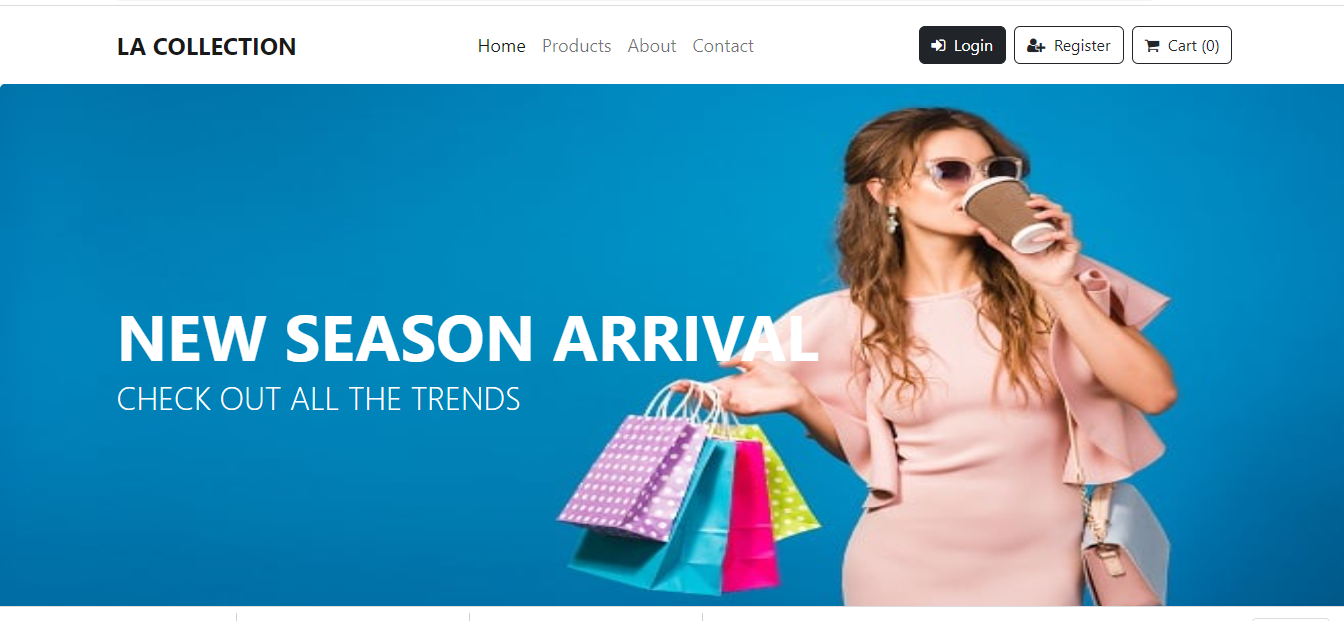 LA COLLECTION
Home Products About Contact
Login Register Cart (0)
NEW SEASON ARRIVAL
CHECK OUT ALL THE TRENDS